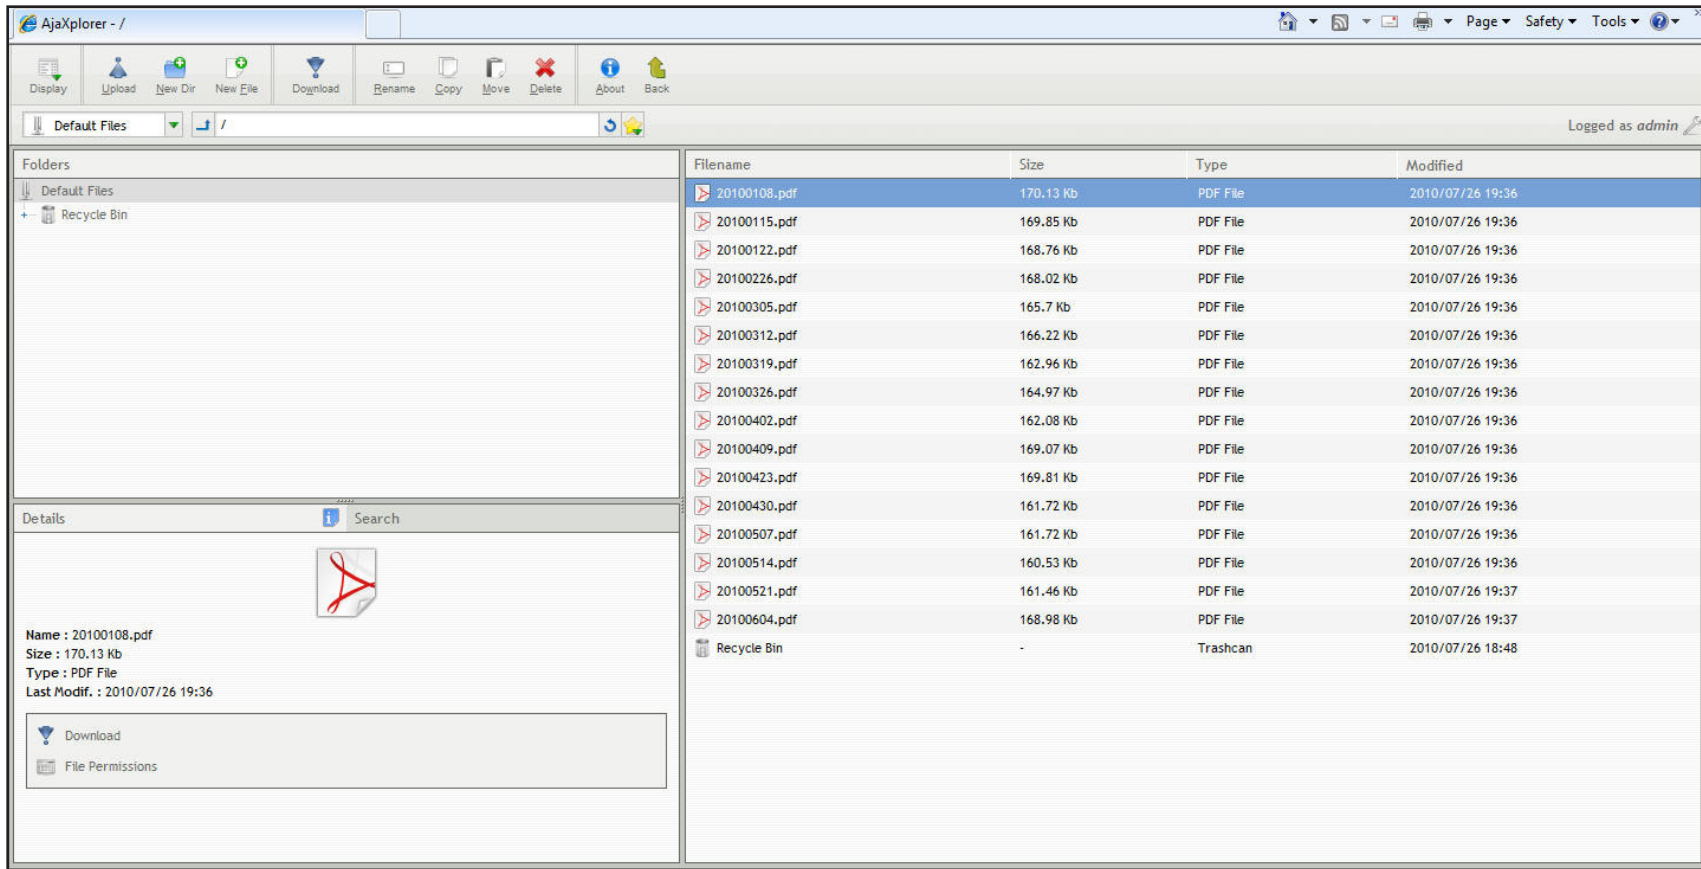 AjaXplorer - /
Page Safety Tools
Display Upload New Dir New File Download Rename Copy Move Delete About Back
Default Files /
Logged as admin
Folders
Default Files
Recycle Bin
Details Search
Name : 20100108.pdf
Size : 170.13 Kb
Type : PDF File
Last Modif. : 2010/07/26 19:36
Download
File Permissions
Filename Size Type Modified
20100108.pdf 170.13 Kb PDF File 2010/07/26 19:36
20100115.pdf 169.85 Kb PDF File 2010/07/26 19:36
20100122.pdf 168.76 Kb PDF File 2010/07/26 19:36
20100226.pdf 168.02 Kb PDF File 2010/07/26 19:36
20100305.pdf 165.7 Kb PDF File 2010/07/26 19:36
20100312.pdf 166.22 Kb PDF File 2010/07/26 19:36
20100319.pdf 162.96 Kb PDF File 2010/07/26 19:36
20100326.pdf 164.97 Kb PDF File 2010/07/26 19:36
20100402.pdf 162.08 Kb PDF File 2010/07/26 19:36
20100409.pdf 169.07 Kb PDF File 2010/07/26 19:36
20100423.pdf 169.81 Kb PDF File 2010/07/26 19:36
20100430.pdf 161.72 Kb PDF File 2010/07/26 19:36
20100507.pdf 161.72 Kb PDF File 2010/07/26 19:36
20100514.pdf 160.53 Kb PDF File 2010/07/26 19:36
20100521.pdf 161.46 Kb PDF File 2010/07/26 19:37
20100604.pdf 168.98 Kb PDF File 2010/07/26 19:37
Recycle Bin - Trashcan 2010/07/26 18:48